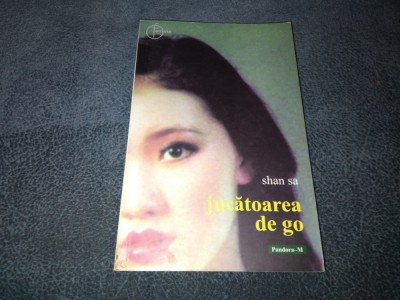 shan sa
jucătoarea
de go
Pandora-M